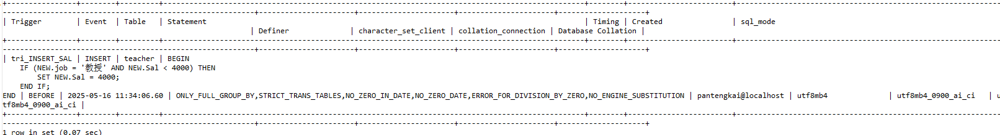 | Trigger | Event | Table | Statement | Timing | Created | sql_mode
| Definer | character_set_client | collation_connection | Database Collation |
| tri_INSERT_SAL | INSERT | teacher | BEGIN
IF (NEW.job = '教授' AND NEW.Sal < 4000) THEN
SET NEW.Sal = 4000;
END IF;
END | BEFORE | 2025-05-16 11:34:06.60 | ONLY_FULL_GROUP_BY,STRICT_TRANS_TABLES,NO_ZERO_IN_DATE,NO_ZERO_DATE,ERROR_FOR_DIVISION_BY_ZERO,NO_ENGINE_SUBSTITUTION | pantengkai@localhost | utf8mb4 | utf8mb4_0900_ai_ci | u
tf8mb4_0900_ai_ci |
1 row in set (0.07 sec)